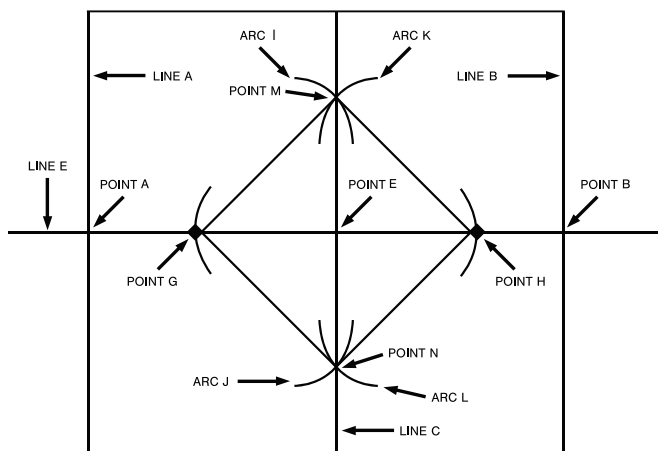 ARC I
ARC K
LINE A
LINE B
POINT M
LINE E
POINT A
POINT E
POINT B
POINT G
POINT H
POINT N
ARC J
ARC L
LINE C